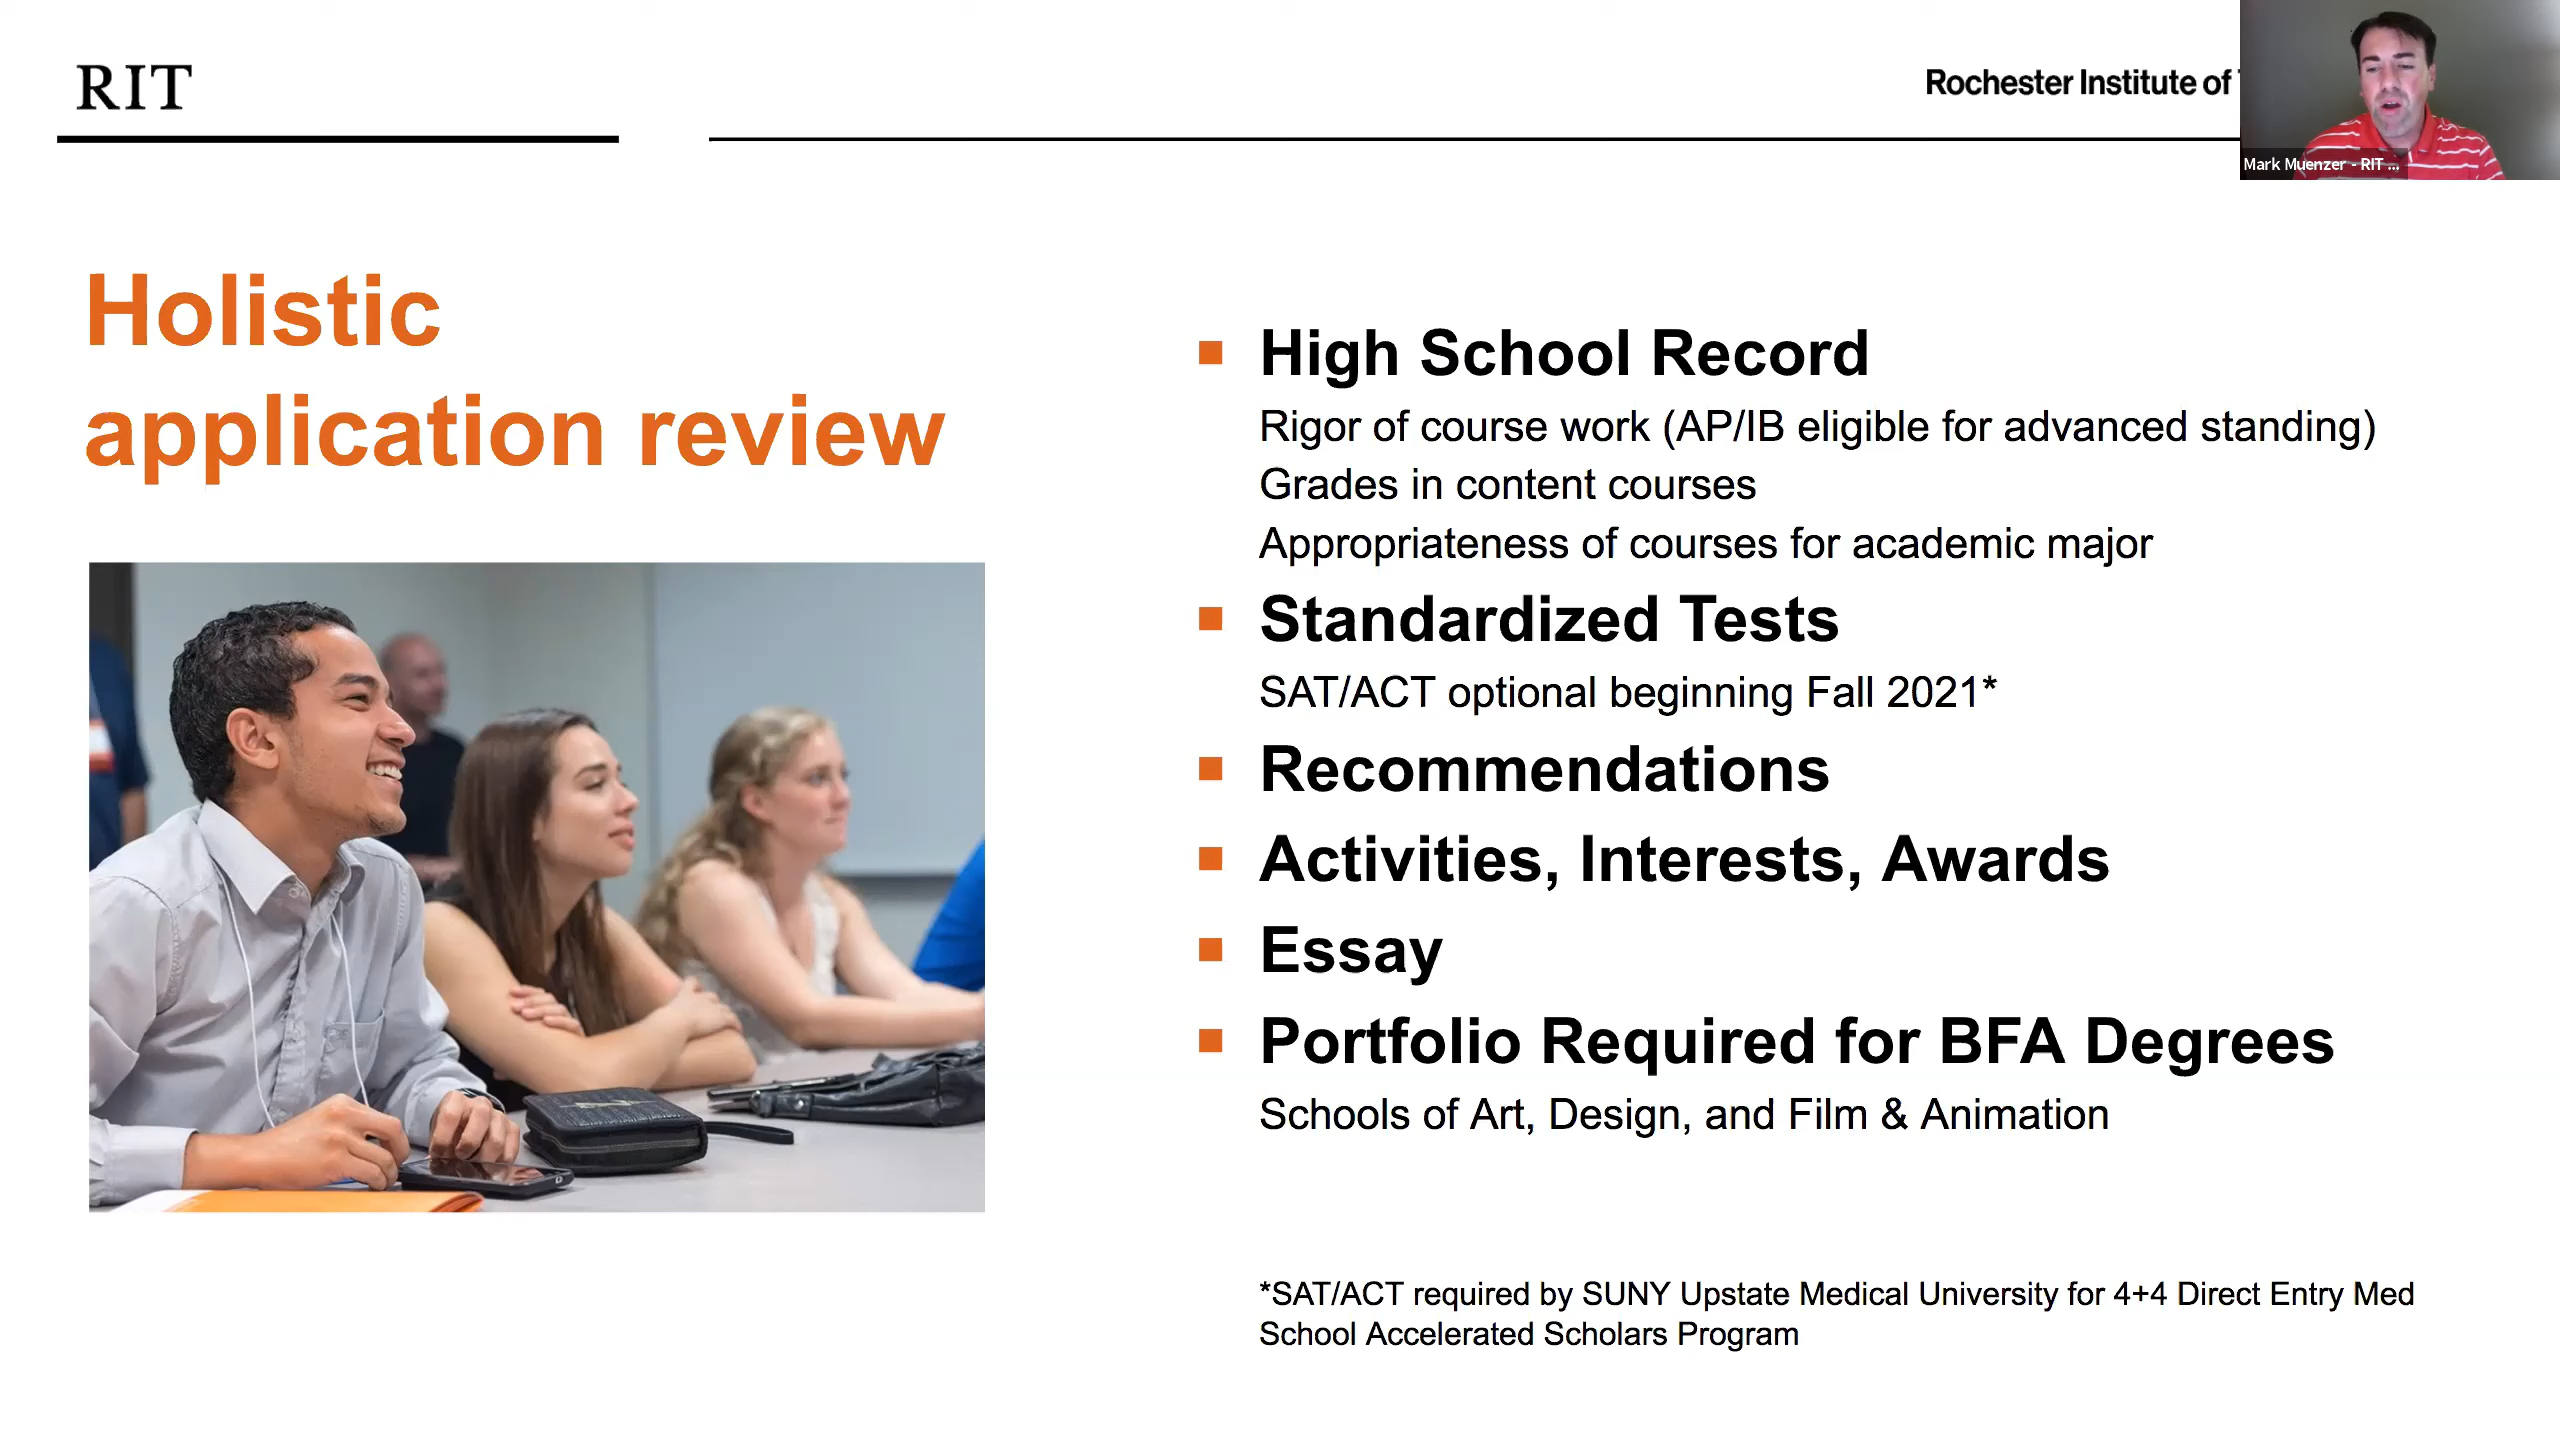 RIT
Rochester Institute of
Mark Muenzer - RIT ...
Holistic
application review
High School Record
Rigor of course work (AP/IB eligible for advanced standing)
Grades in content courses
Appropriateness of courses for academic major
Standardized Tests
SAT/ACT optional beginning Fall 2021*
Recommendations
Activities, Interests, Awards
Essay
Portfolio Required for BFA Degrees
Schools of Art, Design, and Film & Animation
*SAT/ACT required by SUNY Upstate Medical University for 4+4 Direct Entry Med
School Accelerated Scholars Program